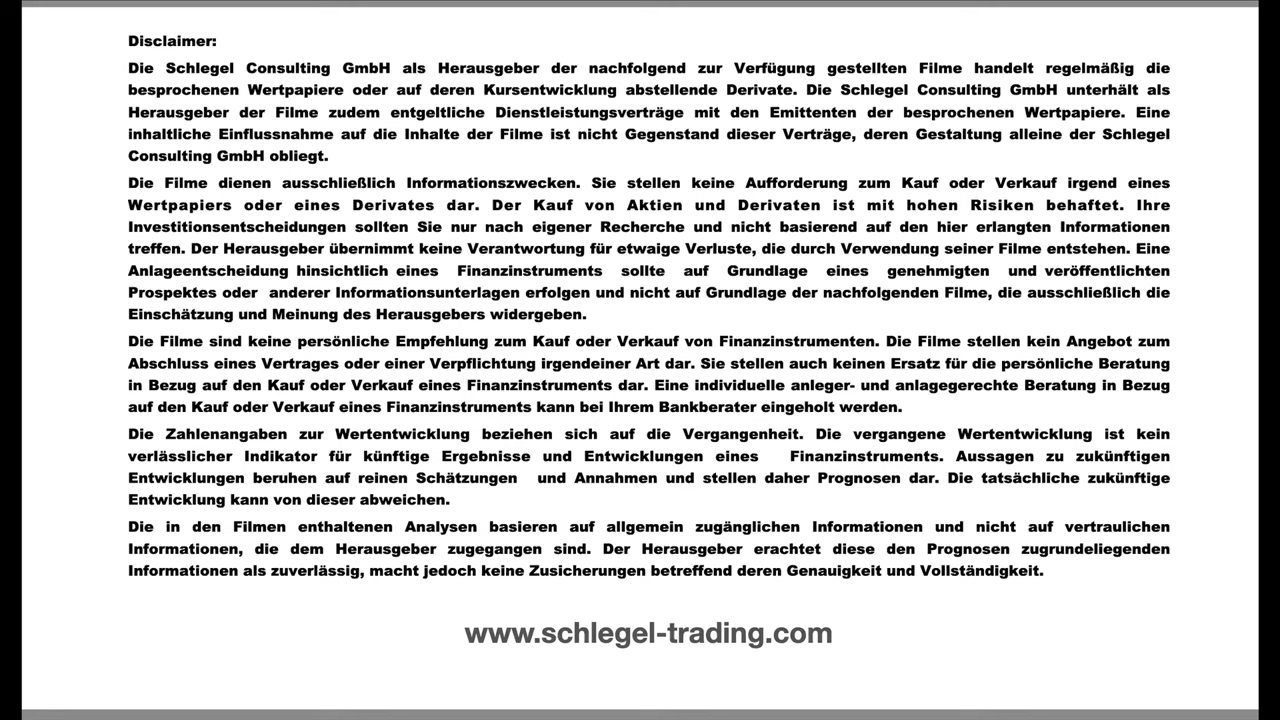 Disclaimer:
Die Schlegel Consulting GmbH als Herausgeber der nachfolgend zur Verfügung gestellten Filme handelt regelmäßig die
besprochenen Wertpapiere oder auf deren Kursentwicklung abstellende Derivate. Die Schlegel Consulting GmbH unterhält als
Herausgeber der Filme zudem entgeltliche Dienstleistungsverträge mit den Emittenten der besprochenen Wertpapiere. Eine
inhaltliche Einflussnahme auf die Inhalte der Filme ist nicht Gegenstand dieser Verträge, deren Gestaltung alleine der Schlegel
Consulting GmbH obliegt.
Die Filme dienen ausschließlich Informationszwecken. Sie stellen keine Aufforderung zum Kauf oder Verkauf irgend eines
Wertpapiers oder eines Derivates dar. Der Kauf von Aktien und Derivaten ist mit hohen Risiken behaftet. Ihre
Investitionsentscheidungen sollten Sie nur nach eigener Recherche und nicht basierend auf den hier erlangten Informationen
treffen. Der Herausgeber übernimmt keine Verantwortung für etwaige Verluste, die durch Verwendung seiner Filme entstehen. Eine
Anlageentscheidung hinsichtlich eines Finanzinstruments sollte auf Grundlage eines genehmigten und veröffentlichten
Prospektes oder anderer Informationsunterlagen erfolgen und nicht auf Grundlage der nachfolgenden Filme, die ausschließlich die
Einschätzung und Meinung des Herausgebers widergeben.
Die Filme sind keine persönliche Empfehlung zum Kauf oder Verkauf von Finanzinstrumenten. Die Filme stellen kein Angebot zum
Abschluss eines Vertrages oder einer Verpflichtung irgendeiner Art dar. Sie stellen auch keinen Ersatz für die persönliche Beratung
in Bezug auf den Kauf oder Verkauf eines Finanzinstruments dar. Eine individuelle anleger- und anlagegerechte Beratung in Bezug
auf den Kauf oder Verkauf eines Finanzinstruments kann bei Ihrem Bankberater eingeholt werden.
Die Zahlenangaben zur Wertentwicklung beziehen sich auf die Vergangenheit. Die vergangene Wertentwicklung ist kein
verlässlicher Indikator für künftige Ergebnisse und Entwicklungen eines Finanzinstruments. Aussagen zu zukünftigen
Entwicklungen beruhen auf reinen Schätzungen und Annahmen und stellen daher Prognosen dar. Die tatsächliche zukünftige
Entwicklung kann von dieser abweichen.
Die in den Filmen enthaltenen Analysen basieren auf allgemein zugänglichen Informationen und nicht auf vertraulichen
Informationen, die dem Herausgeber zugegangen sind. Der Herausgeber erachtet diese den Prognosen zugrundeliegenden
Informationen als zuverlässig, macht jedoch keine Zusicherungen betreffend deren Genauigkeit und Vollständigkeit.
www.schlegel-trading.com